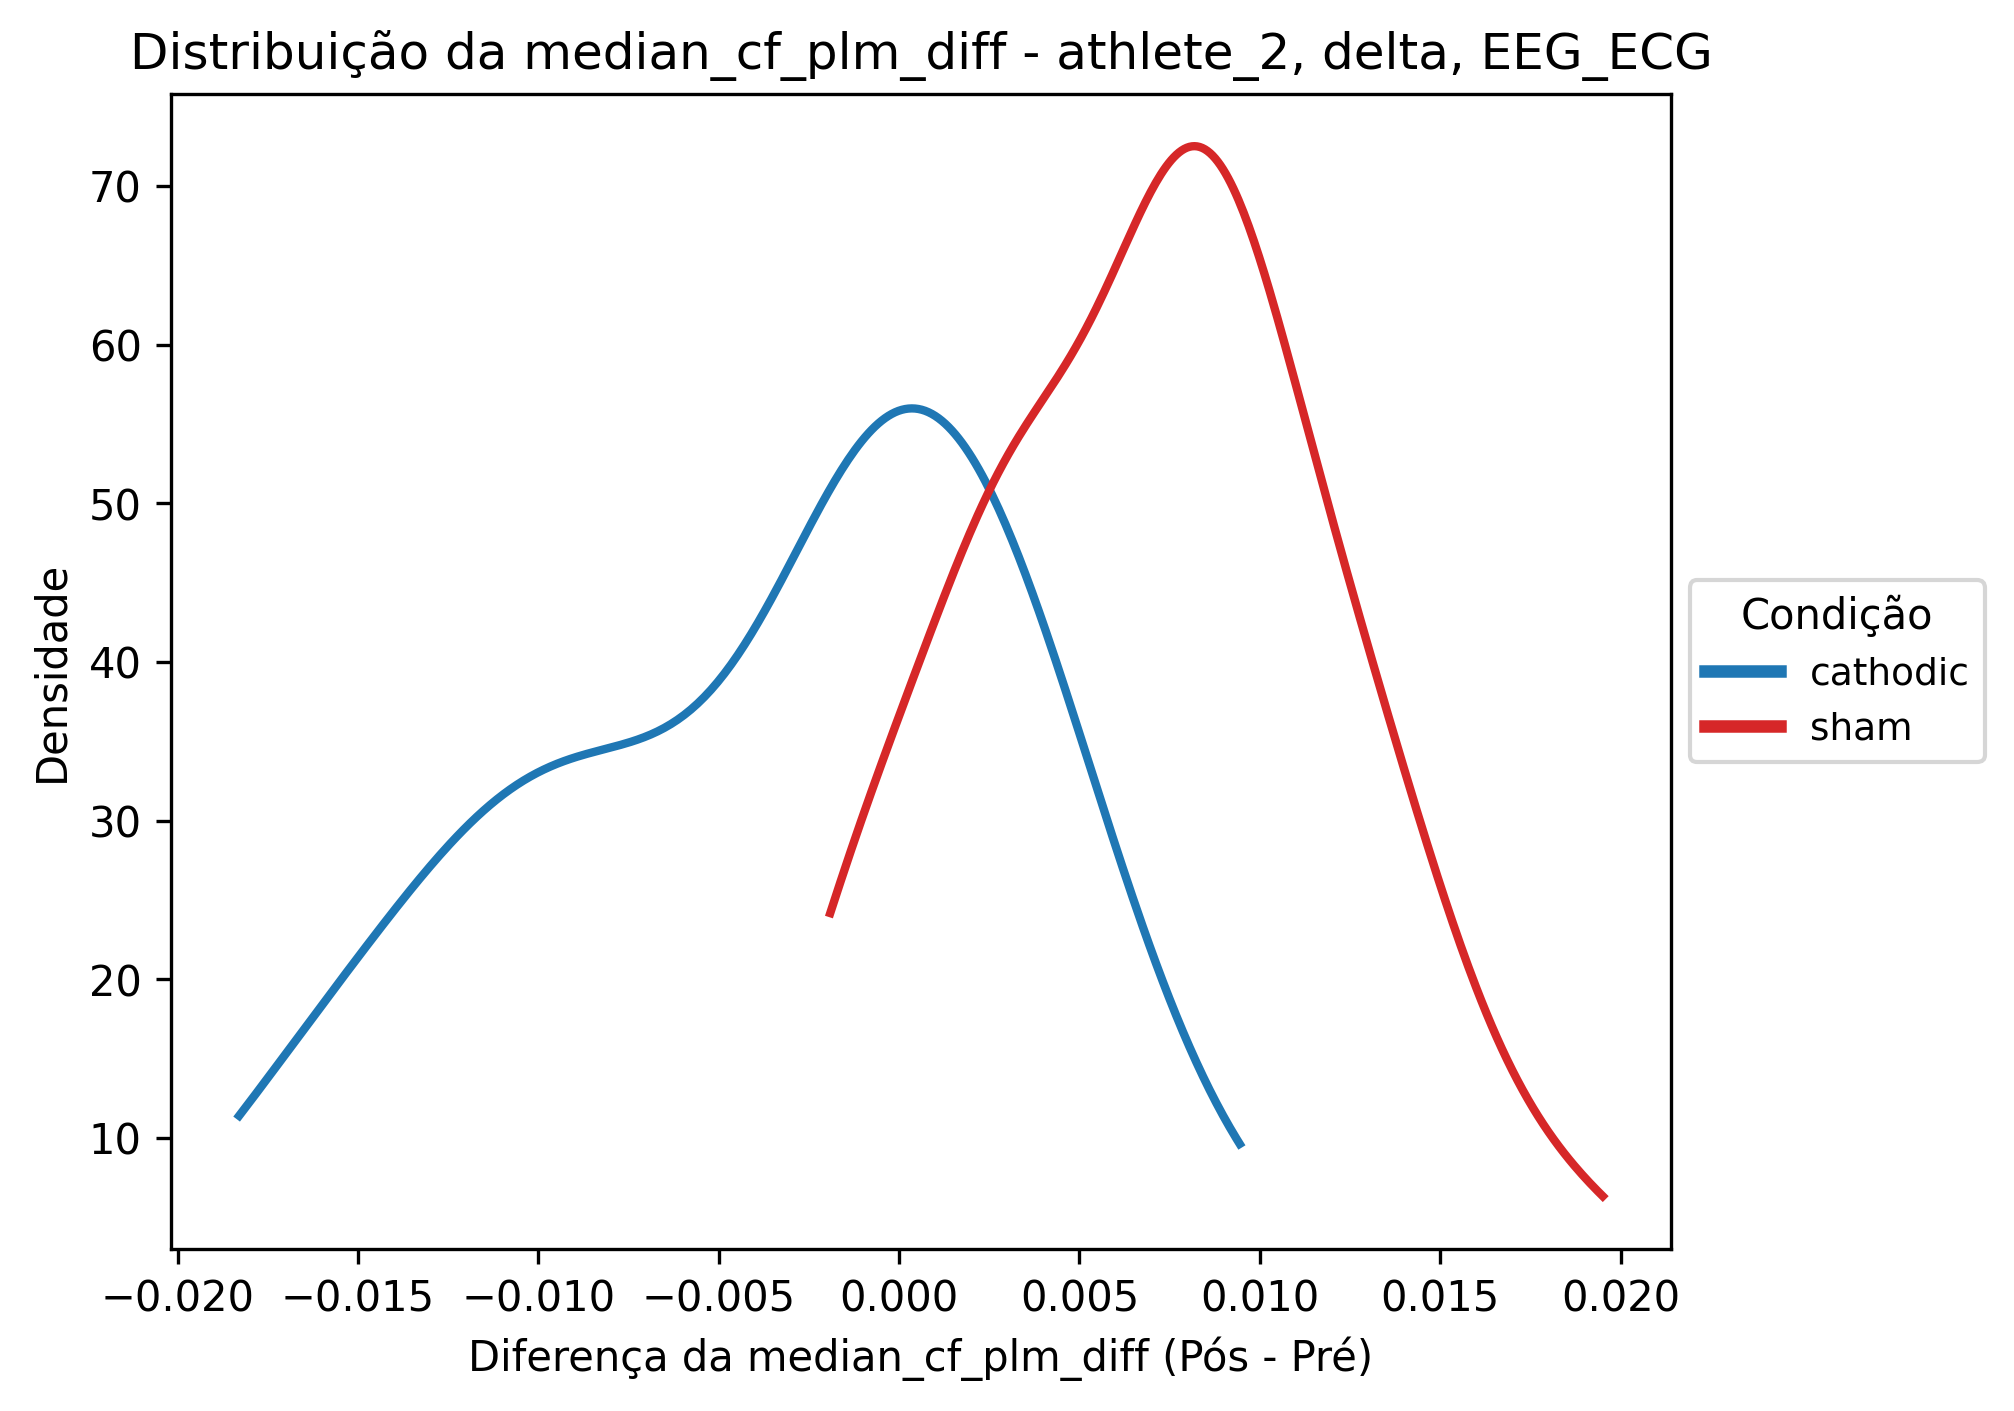 Distribuição da median_cf_plm_diff - athlete_2, delta, EEG_ECG
70
60
50
40
30
20
10
Densidade
Condição
cathodic
sham
−0.020 −0.015 −0.010 −0.005 0.000 0.005 0.010 0.015 0.020
Diferença da median_cf_plm_diff (Pós - Pré)